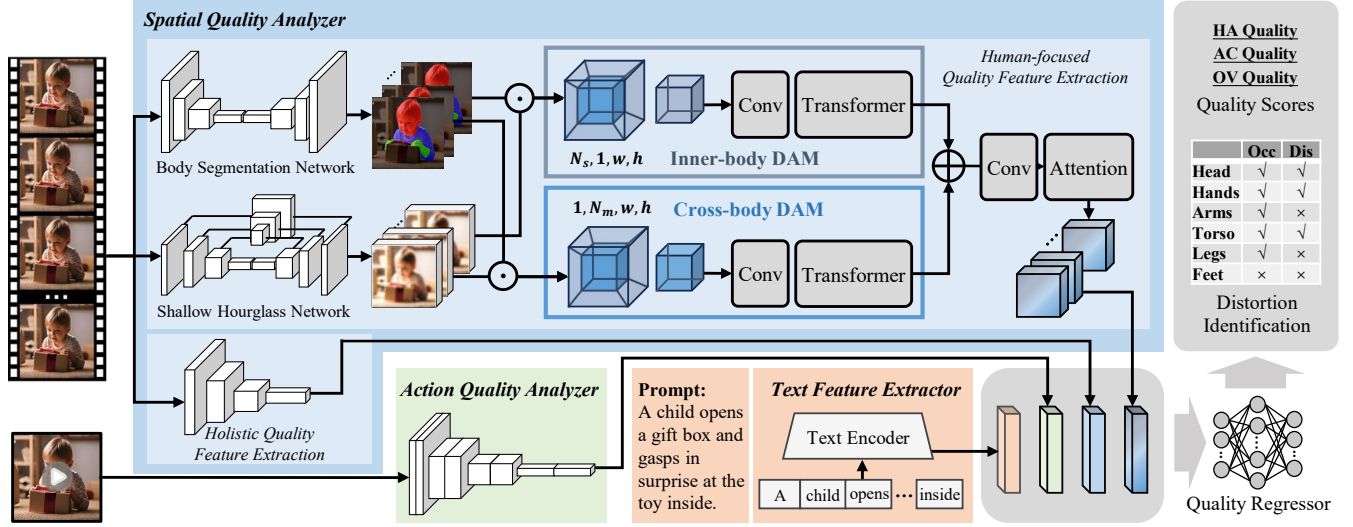 Spatial Quality Analyzer
Body Segmentation Network
Shallow Hourglass Network
Human-focused
Quality Feature Extraction
Conv
Transformer
N_s, 1, w, h
Inner-body DAM
1, N_m, w, h
Cross-body DAM
Conv
Transformer
Conv
Attention
Holistic Quality
Feature Extraction
Action Quality Analyzer
Prompt:
A child opens
a gift box and
gasps in
surprise at the
toy inside.
Text Feature Extractor
Text Encoder
A child opens ... inside
HA Quality
AC Quality
OV Quality
Quality Scores
Occ Dis
Head √ √
Hands √ √
Arms √ ×
Torso √ √
Legs √ ×
Feet × ×
Distortion
Identification
Quality Regressor